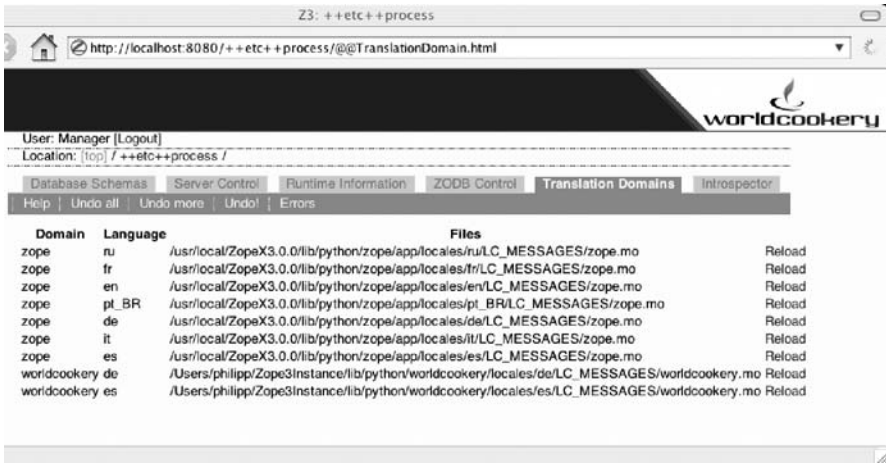 Z3: ++etc++process
http://localhost:8080/++etc++process/@@TranslationDomain.html
worldcookery
User: Manager [Logout]
Location: [top] / ++etc++process /
Database Schemas Server Control Runtime Information ZODB Control Translation Domains Introspector
Help | Undo all | Undo more | Undo! | Errors
Domain Language Files
zope ru /usr/local/ZopeX3.0.0/lib/python/zope/app/locales/ru/LC_MESSAGES/zope.mo Reload
zope fr /usr/local/ZopeX3.0.0/lib/python/zope/app/locales/fr/LC_MESSAGES/zope.mo Reload
zope en /usr/local/ZopeX3.0.0/lib/python/zope/app/locales/en/LC_MESSAGES/zope.mo Reload
zope pt_BR /usr/local/ZopeX3.0.0/lib/python/zope/app/locales/pt_BR/LC_MESSAGES/zope.mo Reload
zope de /usr/local/ZopeX3.0.0/lib/python/zope/app/locales/de/LC_MESSAGES/zope.mo Reload
zope it /usr/local/ZopeX3.0.0/lib/python/zope/app/locales/it/LC_MESSAGES/zope.mo Reload
zope es /usr/local/ZopeX3.0.0/lib/python/zope/app/locales/es/LC_MESSAGES/zope.mo Reload
worldcookery de /Users/philipp/Zope3Instance/lib/python/worldcookery/locales/de/LC_MESSAGES/worldcookery.mo Reload
worldcookery es /Users/philipp/Zope3Instance/lib/python/worldcookery/locales/es/LC_MESSAGES/worldcookery.mo Reload